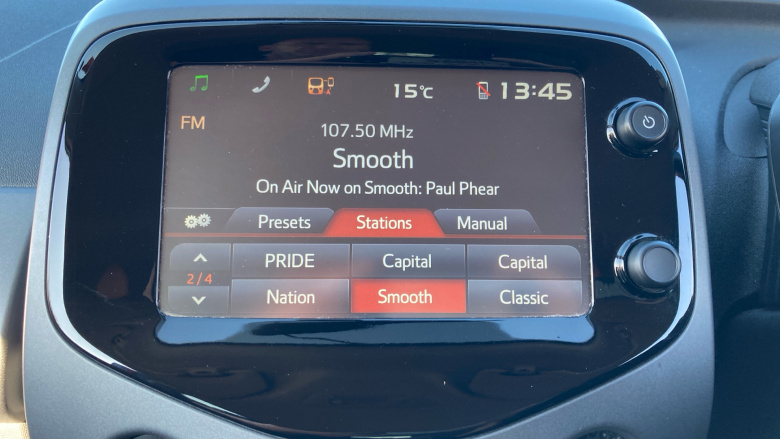 15°C 13:45
FM
107.50 MHz
Smooth
On Air Now on Smooth: Paul Phear
Presets Stations Manual
PRIDE Capital Capital
2/4
Nation Smooth Classic